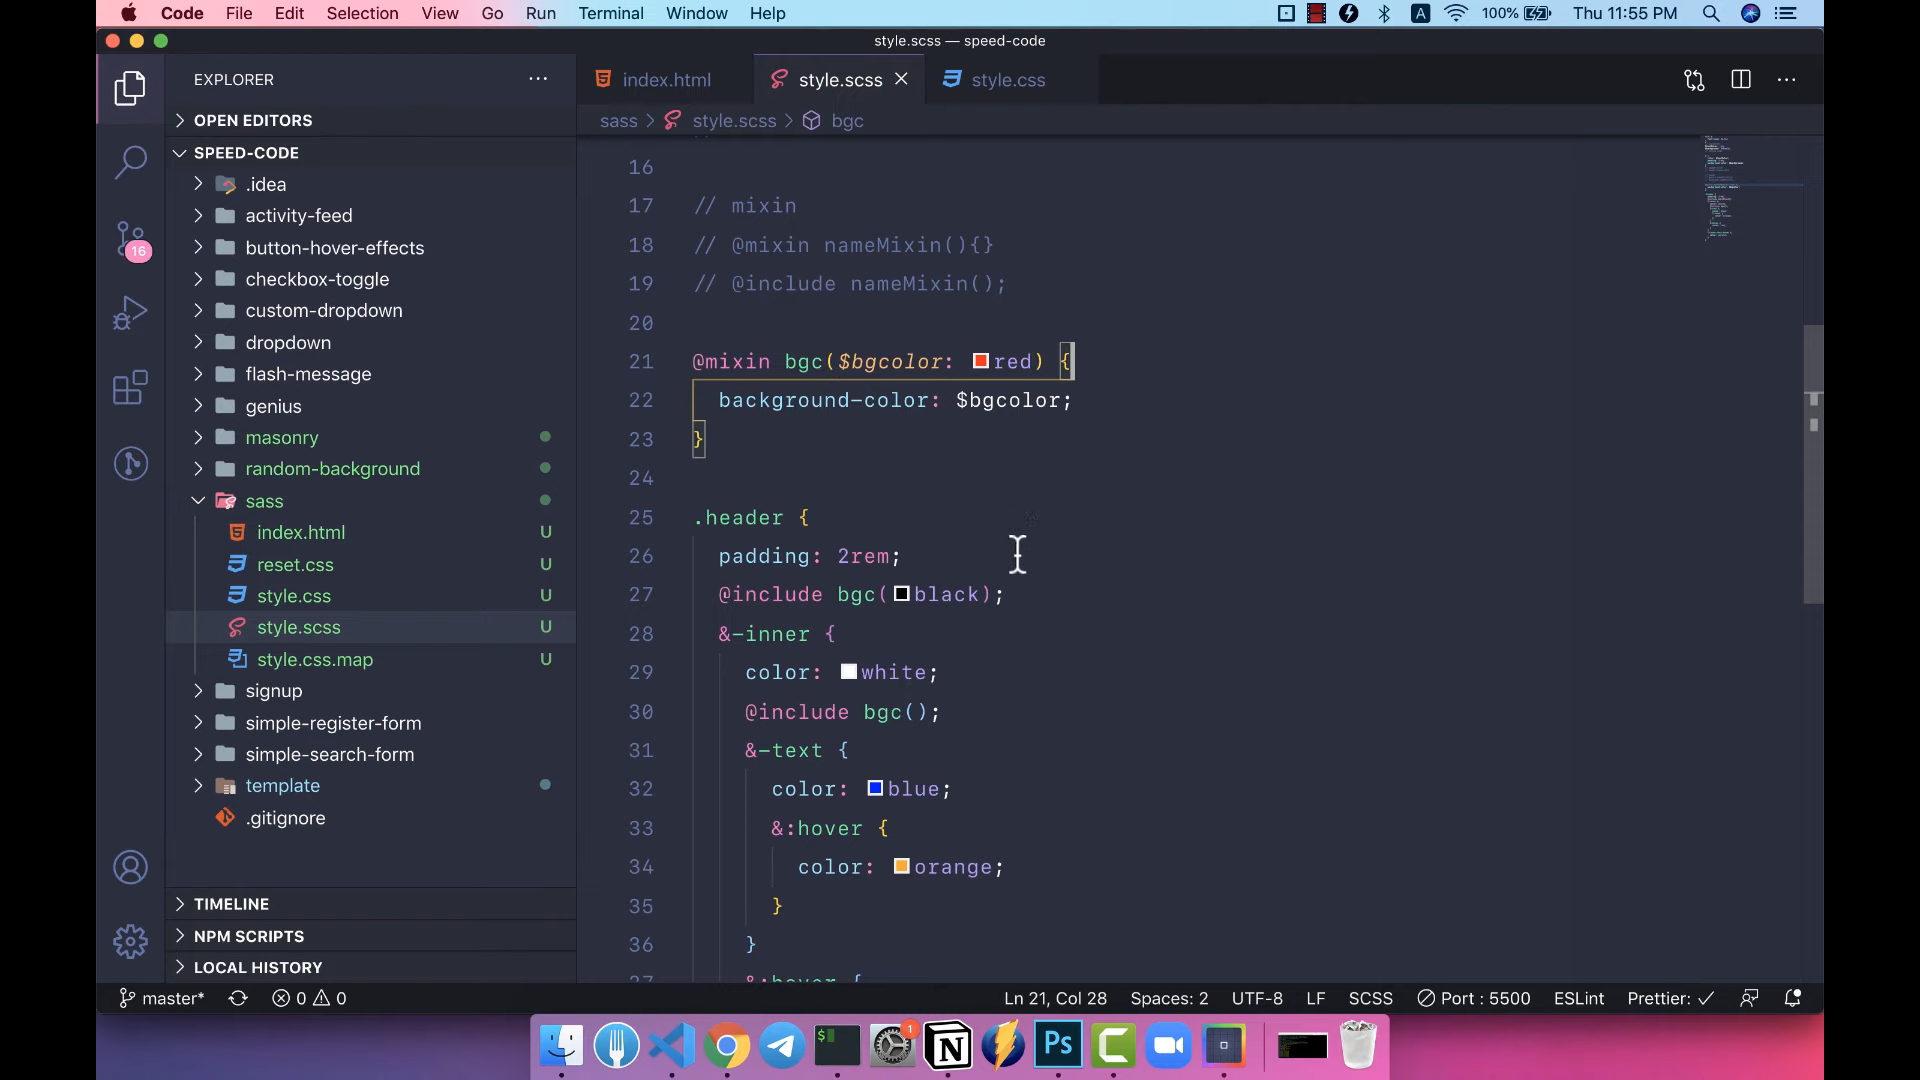 Code File Edit Selection View Go Run Terminal Window Help A 100% Thu 11:55 PM
style.scss — speed-code
EXPLORER
index.html style.scss style.css
sass > style.scss > bgc
OPEN EDITORS
SPEED-CODE
.idea
activity-feed
button-hover-effects
checkbox-toggle
custom-dropdown
dropdown
flash-message
genius
masonry
random-background
sass
index.html U
reset.css U
style.css U
style.scss U
style.css.map U
signup
simple-register-form
simple-search-form
template
.gitignore
TIMELINE
NPM SCRIPTS
LOCAL HISTORY
16
16
17 // mixin
18 // @mixin nameMixin(){}
19 // @include nameMixin();
20
21 @mixin bgc($bgcolor: red) {
22 background-color: $bgcolor;
23 }
24
25 .header {
26 padding: 2rem;
27 @include bgc(black);
28 &-inner {
29 color: white;
30 @include bgc();
31 &-text {
32 color: blue;
33 &:hover {
34 color: orange;
35 }
36 }
37 &:hover {
master* 0 0 Ln 21, Col 28 Spaces: 2 UTF-8 LF SCSS Port : 5500 ESLint Prettier: ✓
$ 1 N Ps C